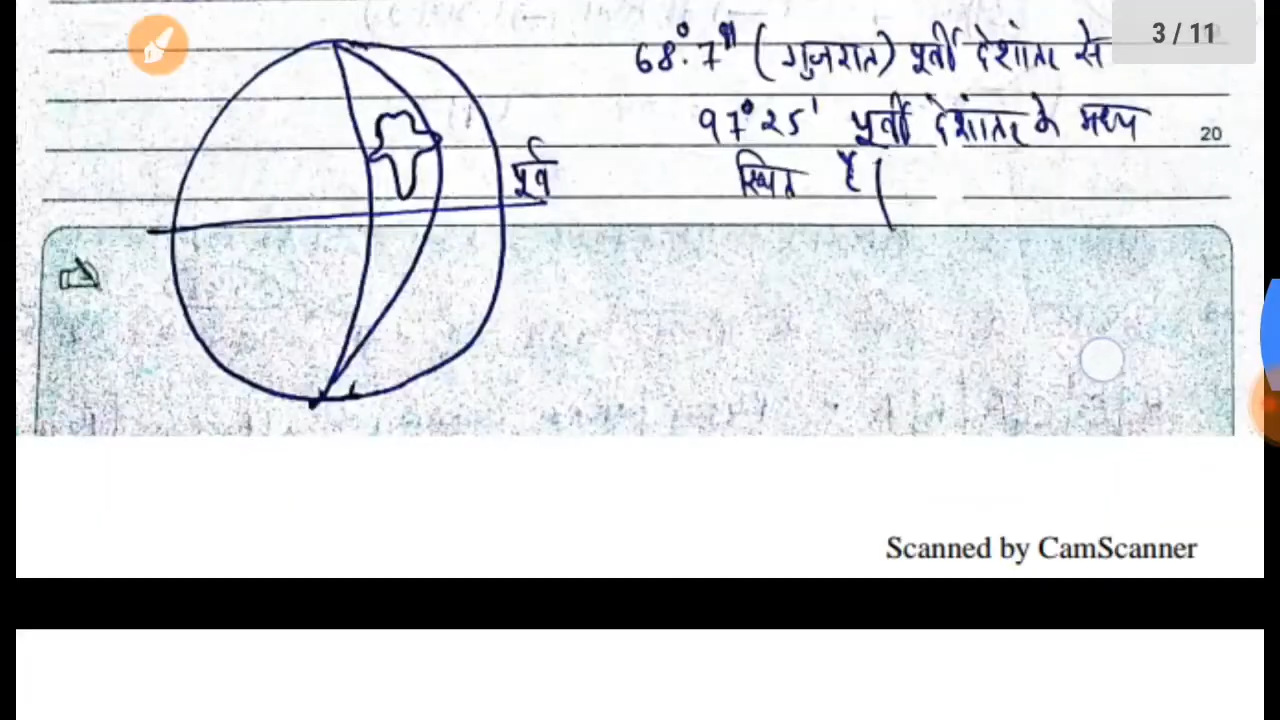 3 / 11
68°.7" (गुजरात) पूर्वी देशांतर से
97° 25' पूर्वी देशांतर के मध्य
20
पूर्व
स्थित है
Scanned by CamScanner